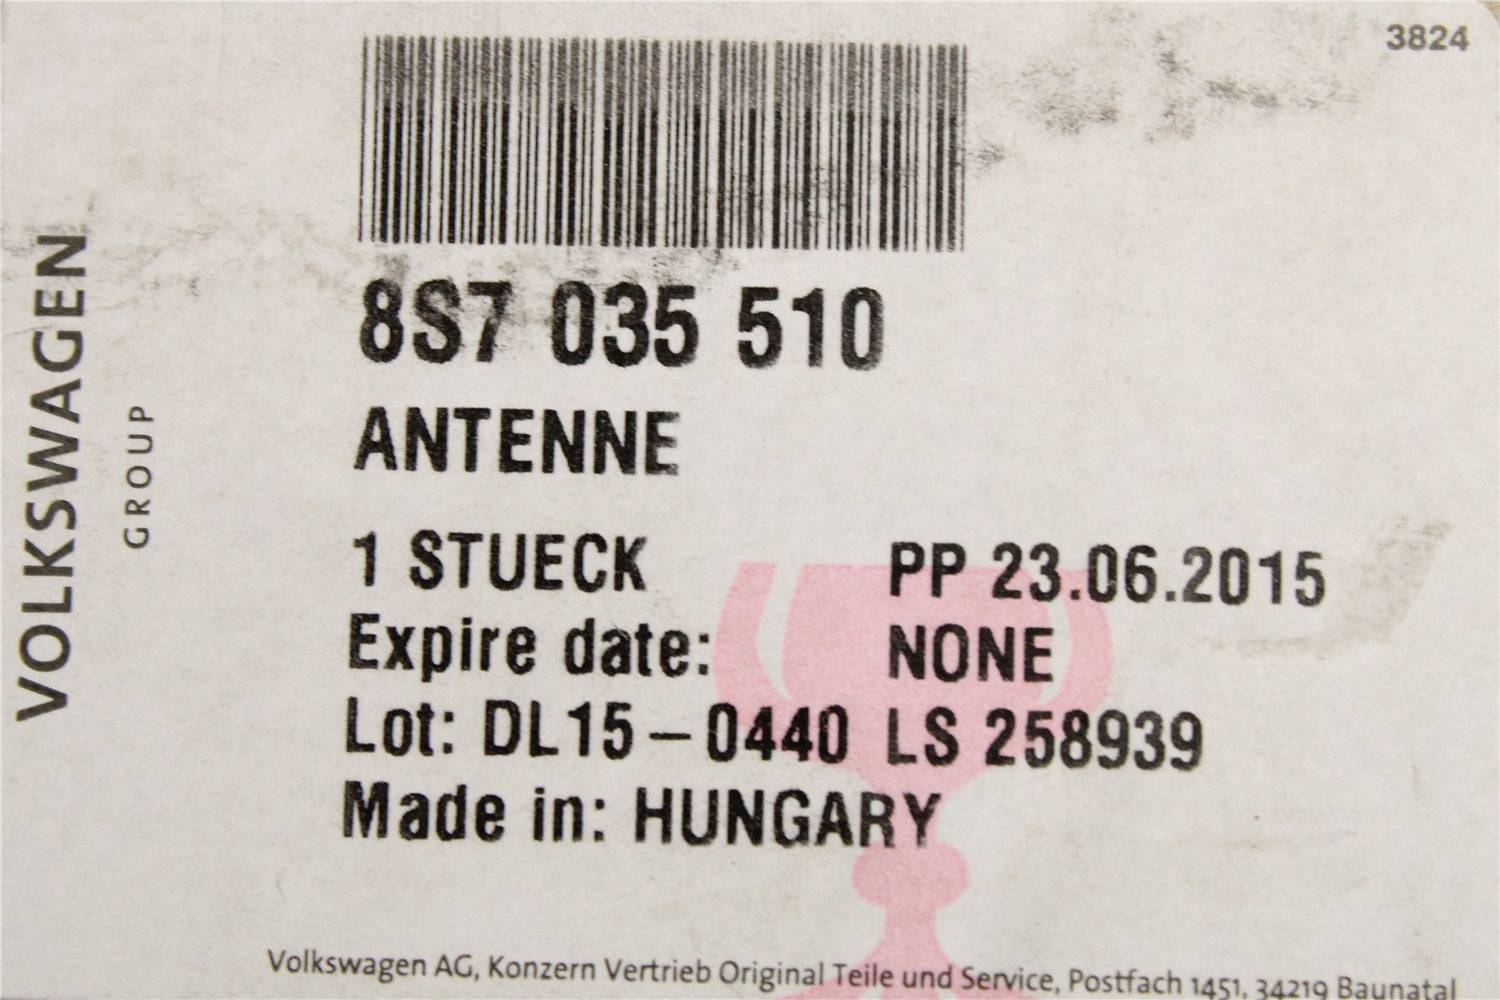 3824
VOLKSWAGEN
GROUP
8S7 035 510
ANTENNE
1 STUECK PP 23.06.2015
Expire date: NONE
Lot: DL15-0440 LS 258939
Made in: HUNGARY
Volkswagen AG, Konzern Vertrieb Original Teile und Service, Postfach 1451, 34219 Baunatal